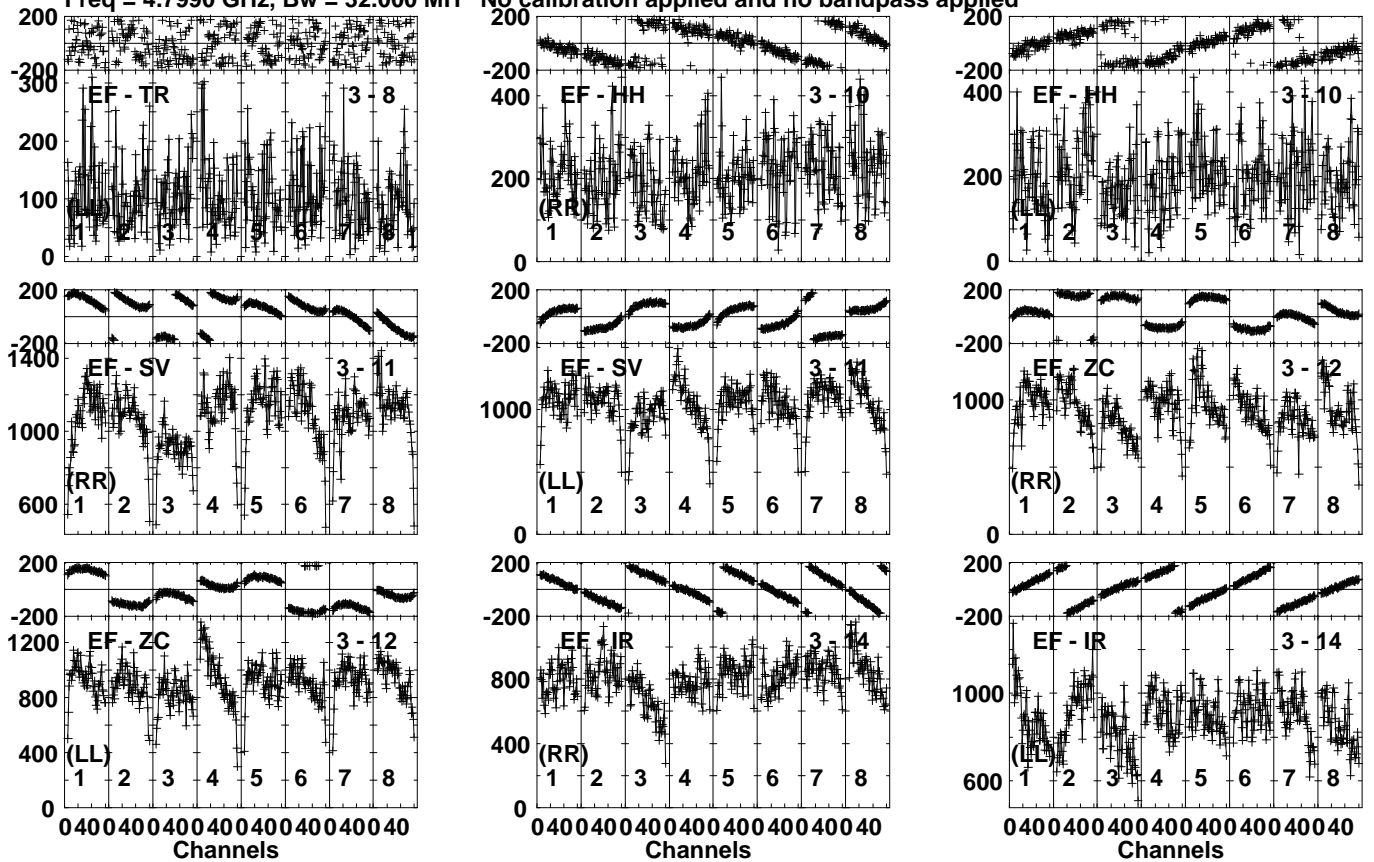 Freq = 4.7990 GHz, Bw = 32.000 MH No calibration applied and no bandpass applied
200 200 200
-200 -200 -200
300 EF - TR 3 - 8
400 EF - HH 3 - 10
400 EF - HH 3 - 10
200
100
0
(LL)
1 2 3 4 5 6 7 8
200
0
(RR)
1 2 3 4 5 6 7 8
300
200
100
0
(LL)
1 2 3 4 5 6 7 8
200 200 200
-200 -200 -200
1400 EF - SV 3 - 11
EF - SV 3 - 11
EF - ZC 3 - 12
1000
600
(RR)
1 2 3 4 5 6 7 8
1000
0
(LL)
1 2 3 4 5 6 7 8
1000
0
(RR)
1 2 3 4 5 6 7 8
200 200 200
-200 -200 -200
1200 EF - ZC 3 - 12
EF - IR 3 - 14
EF - IR 3 - 14
800
400
0
(LL)
1 2 3 4 5 6 7 8
800
400
0
(RR)
1 2 3 4 5 6 7 8
1000
600
(LL)
1 2 3 4 5 6 7 8
0 40 0 40 0 40 0 40 0 40 0 40 0 40 0 40
0 40 0 40 0 40 0 40 0 40 0 40 0 40 0 40
0 40 0 40 0 40 0 40 0 40 0 40 0 40 0 40
Channels Channels Channels